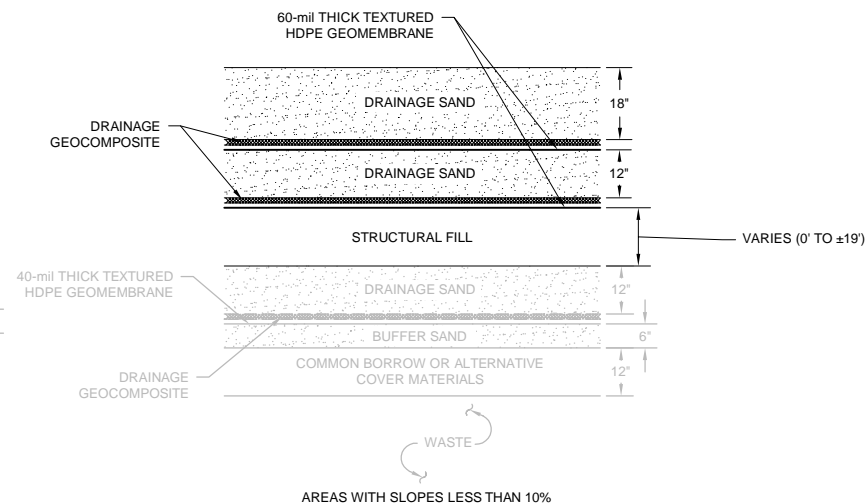 60-mil THICK TEXTURED
HDPE GEOMEMBRANE
DRAINAGE SAND
18"
DRAINAGE
GEOCOMPOSITE
DRAINAGE SAND
12"
STRUCTURAL FILL
VARIES (0' TO ±19')
40-mil THICK TEXTURED
HDPE GEOMEMBRANE
DRAINAGE SAND
12"
BUFFER SAND
6"
DRAINAGE
GEOCOMPOSITE
COMMON BORROW OR ALTERNATIVE
COVER MATERIALS
12"
WASTE
AREAS WITH SLOPES LESS THAN 10%